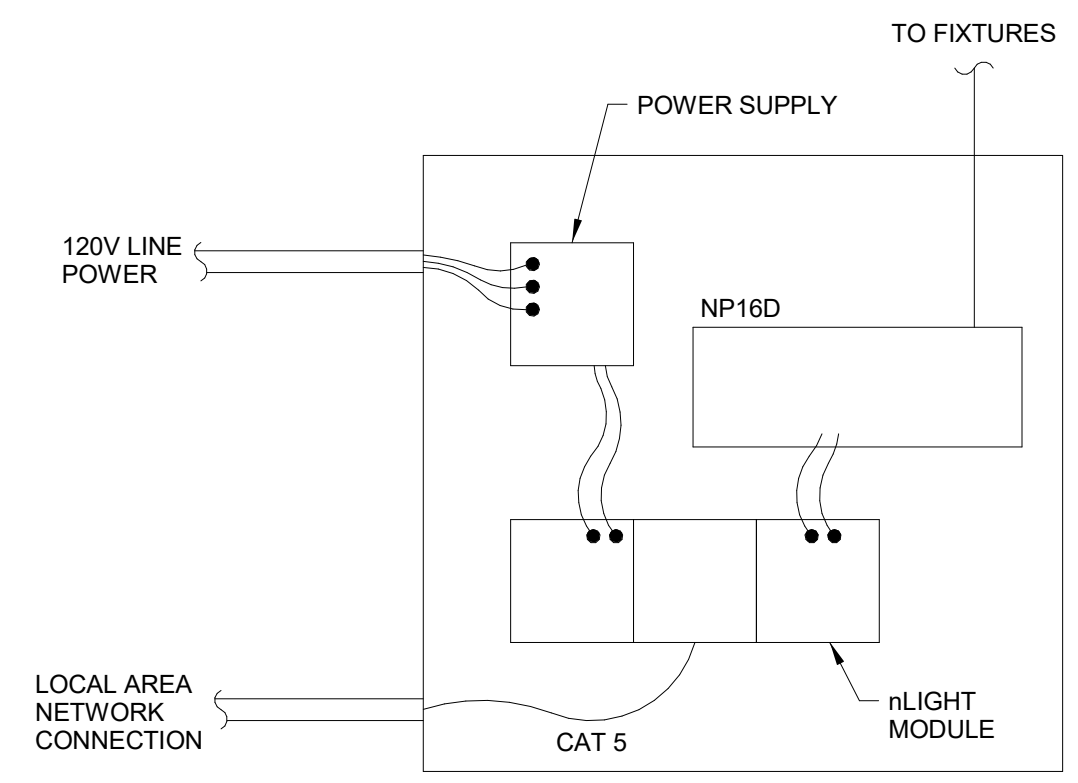 TO FIXTURES
POWER SUPPLY
120V LINE
POWER
NP16D
LOCAL AREA
NETWORK
CONNECTION
CAT 5
nLIGHT
MODULE